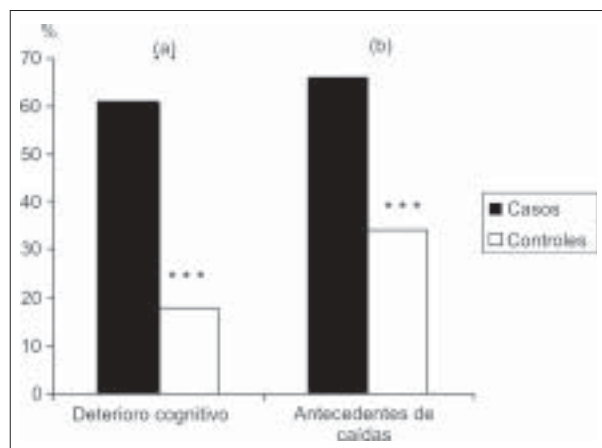 %
(a)
(b)
70
60
50
40
30
20
10
0
***
***
Casos
Controles
Deterioro cognitivo
Antecedentes de
caídas